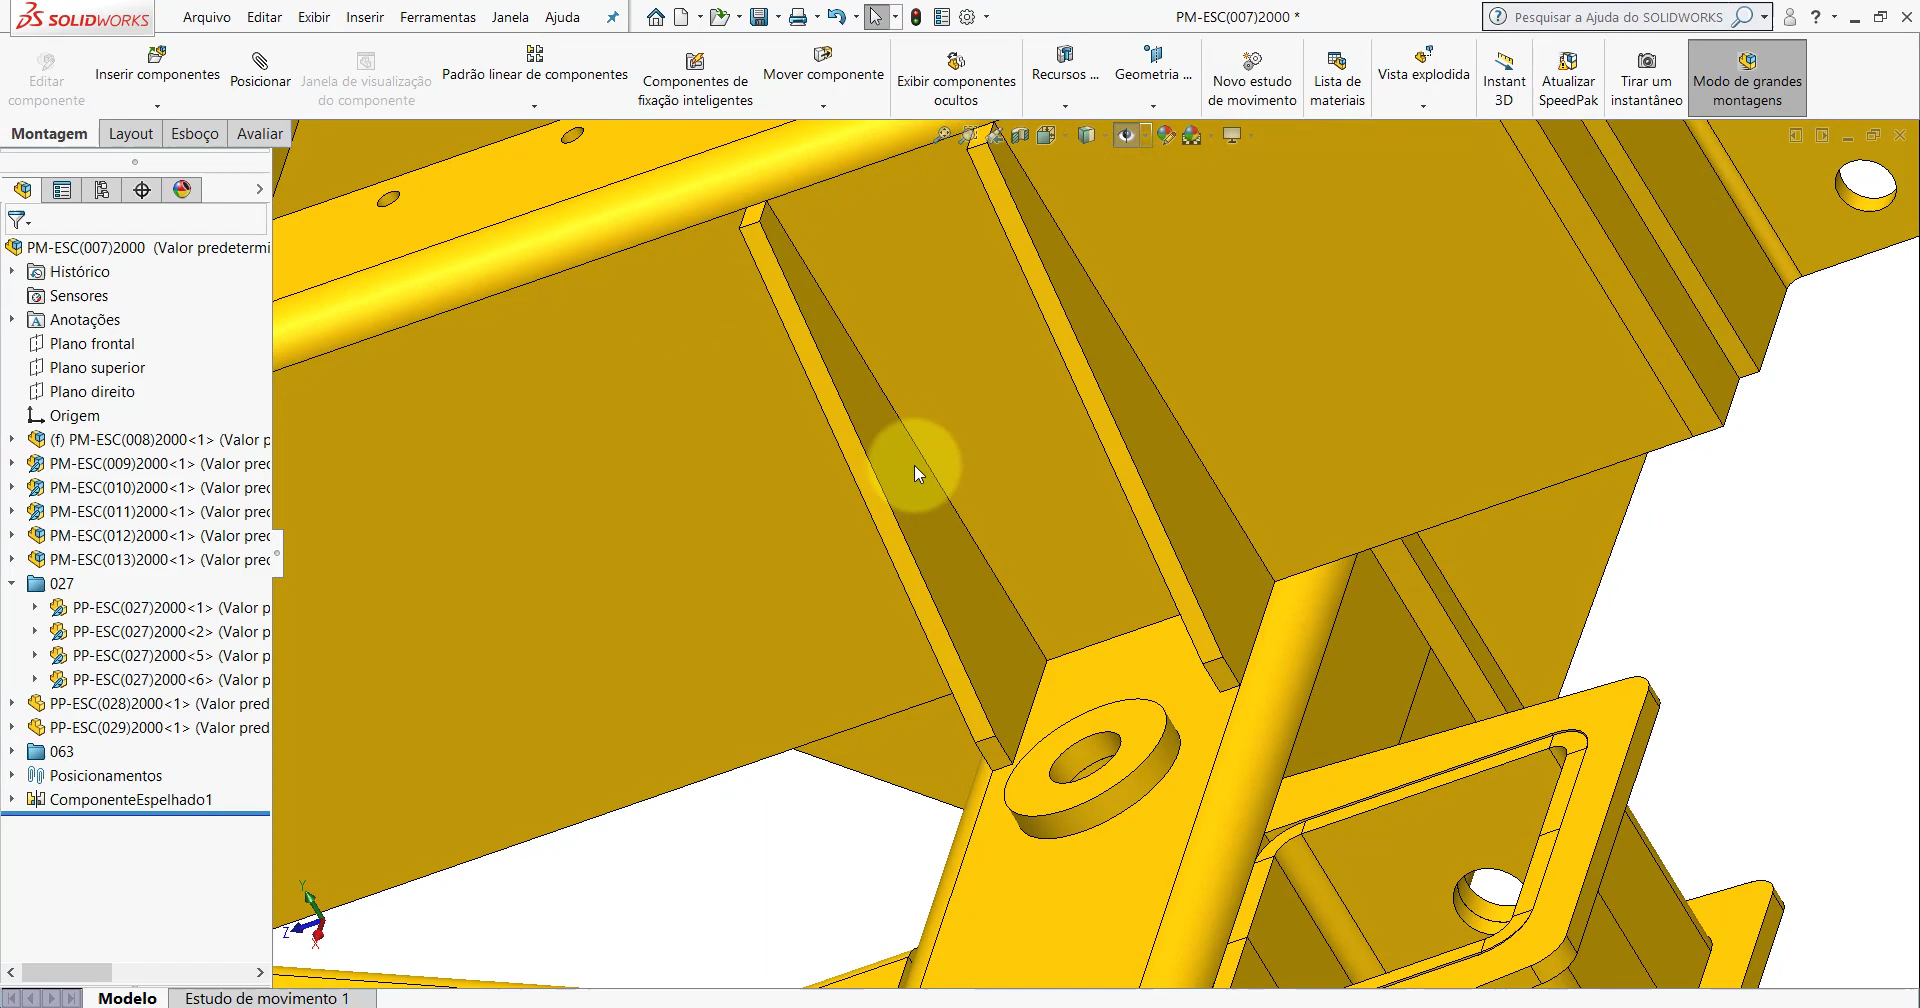 SOLIDWORKS
Arquivo
Editar
Exibir
Inserir
Ferramentas
Janela
Ajuda
PM-ESC(007)2000 *
Pesquisar a Ajuda do SOLIDWORKS
Editar
componente
Inserir componentes
Posicionar
Janela de visualização
do componente
Padrão linear de componentes
Componentes de
fixação inteligentes
Mover componente
Exibir componentes
ocultos
Recursos ...
Geometria ...
Novo estudo
de movimento
Lista de
materiais
Vista explodida
Instant
3D
Atualizar
SpeedPak
Tirar um
instantâneo
Modo de grandes
montagens
Montagem
Layout
Esboço
Avaliar
PM-ESC(007)2000 (Valor predetermi
Histórico
Sensores
Anotações
Plano frontal
Plano superior
Plano direito
Origem
(f) PM-ESC(008)2000<1> (Valor p
PM-ESC(009)2000<1> (Valor pred
PM-ESC(010)2000<1> (Valor pred
PM-ESC(011)2000<1> (Valor pred
PM-ESC(012)2000<1> (Valor pred
PM-ESC(013)2000<1> (Valor pred
027
PP-ESC(027)2000<1> (Valor p
PP-ESC(027)2000<2> (Valor p
PP-ESC(027)2000<5> (Valor p
PP-ESC(027)2000<6> (Valor p
PP-ESC(028)2000<1> (Valor pred
PP-ESC(029)2000<1> (Valor pred
063
Posicionamentos
ComponenteEspelhado1
Y
Z
X
Modelo
Estudo de movimento 1